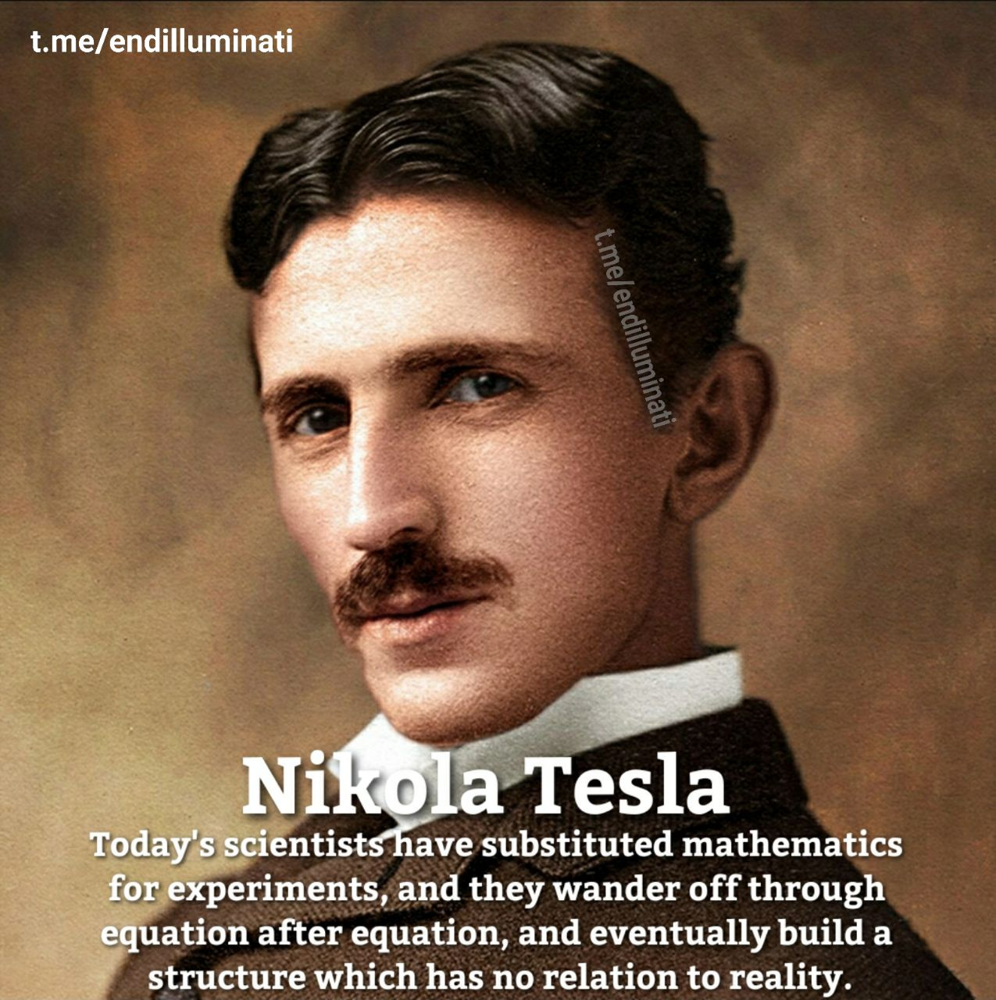 t.me/endilluminati
t.me/endilluminati
Nikola Tesla
Today's scientists have substituted mathematics
for experiments, and they wander off through
equation after equation, and eventually build a
structure which has no relation to reality.